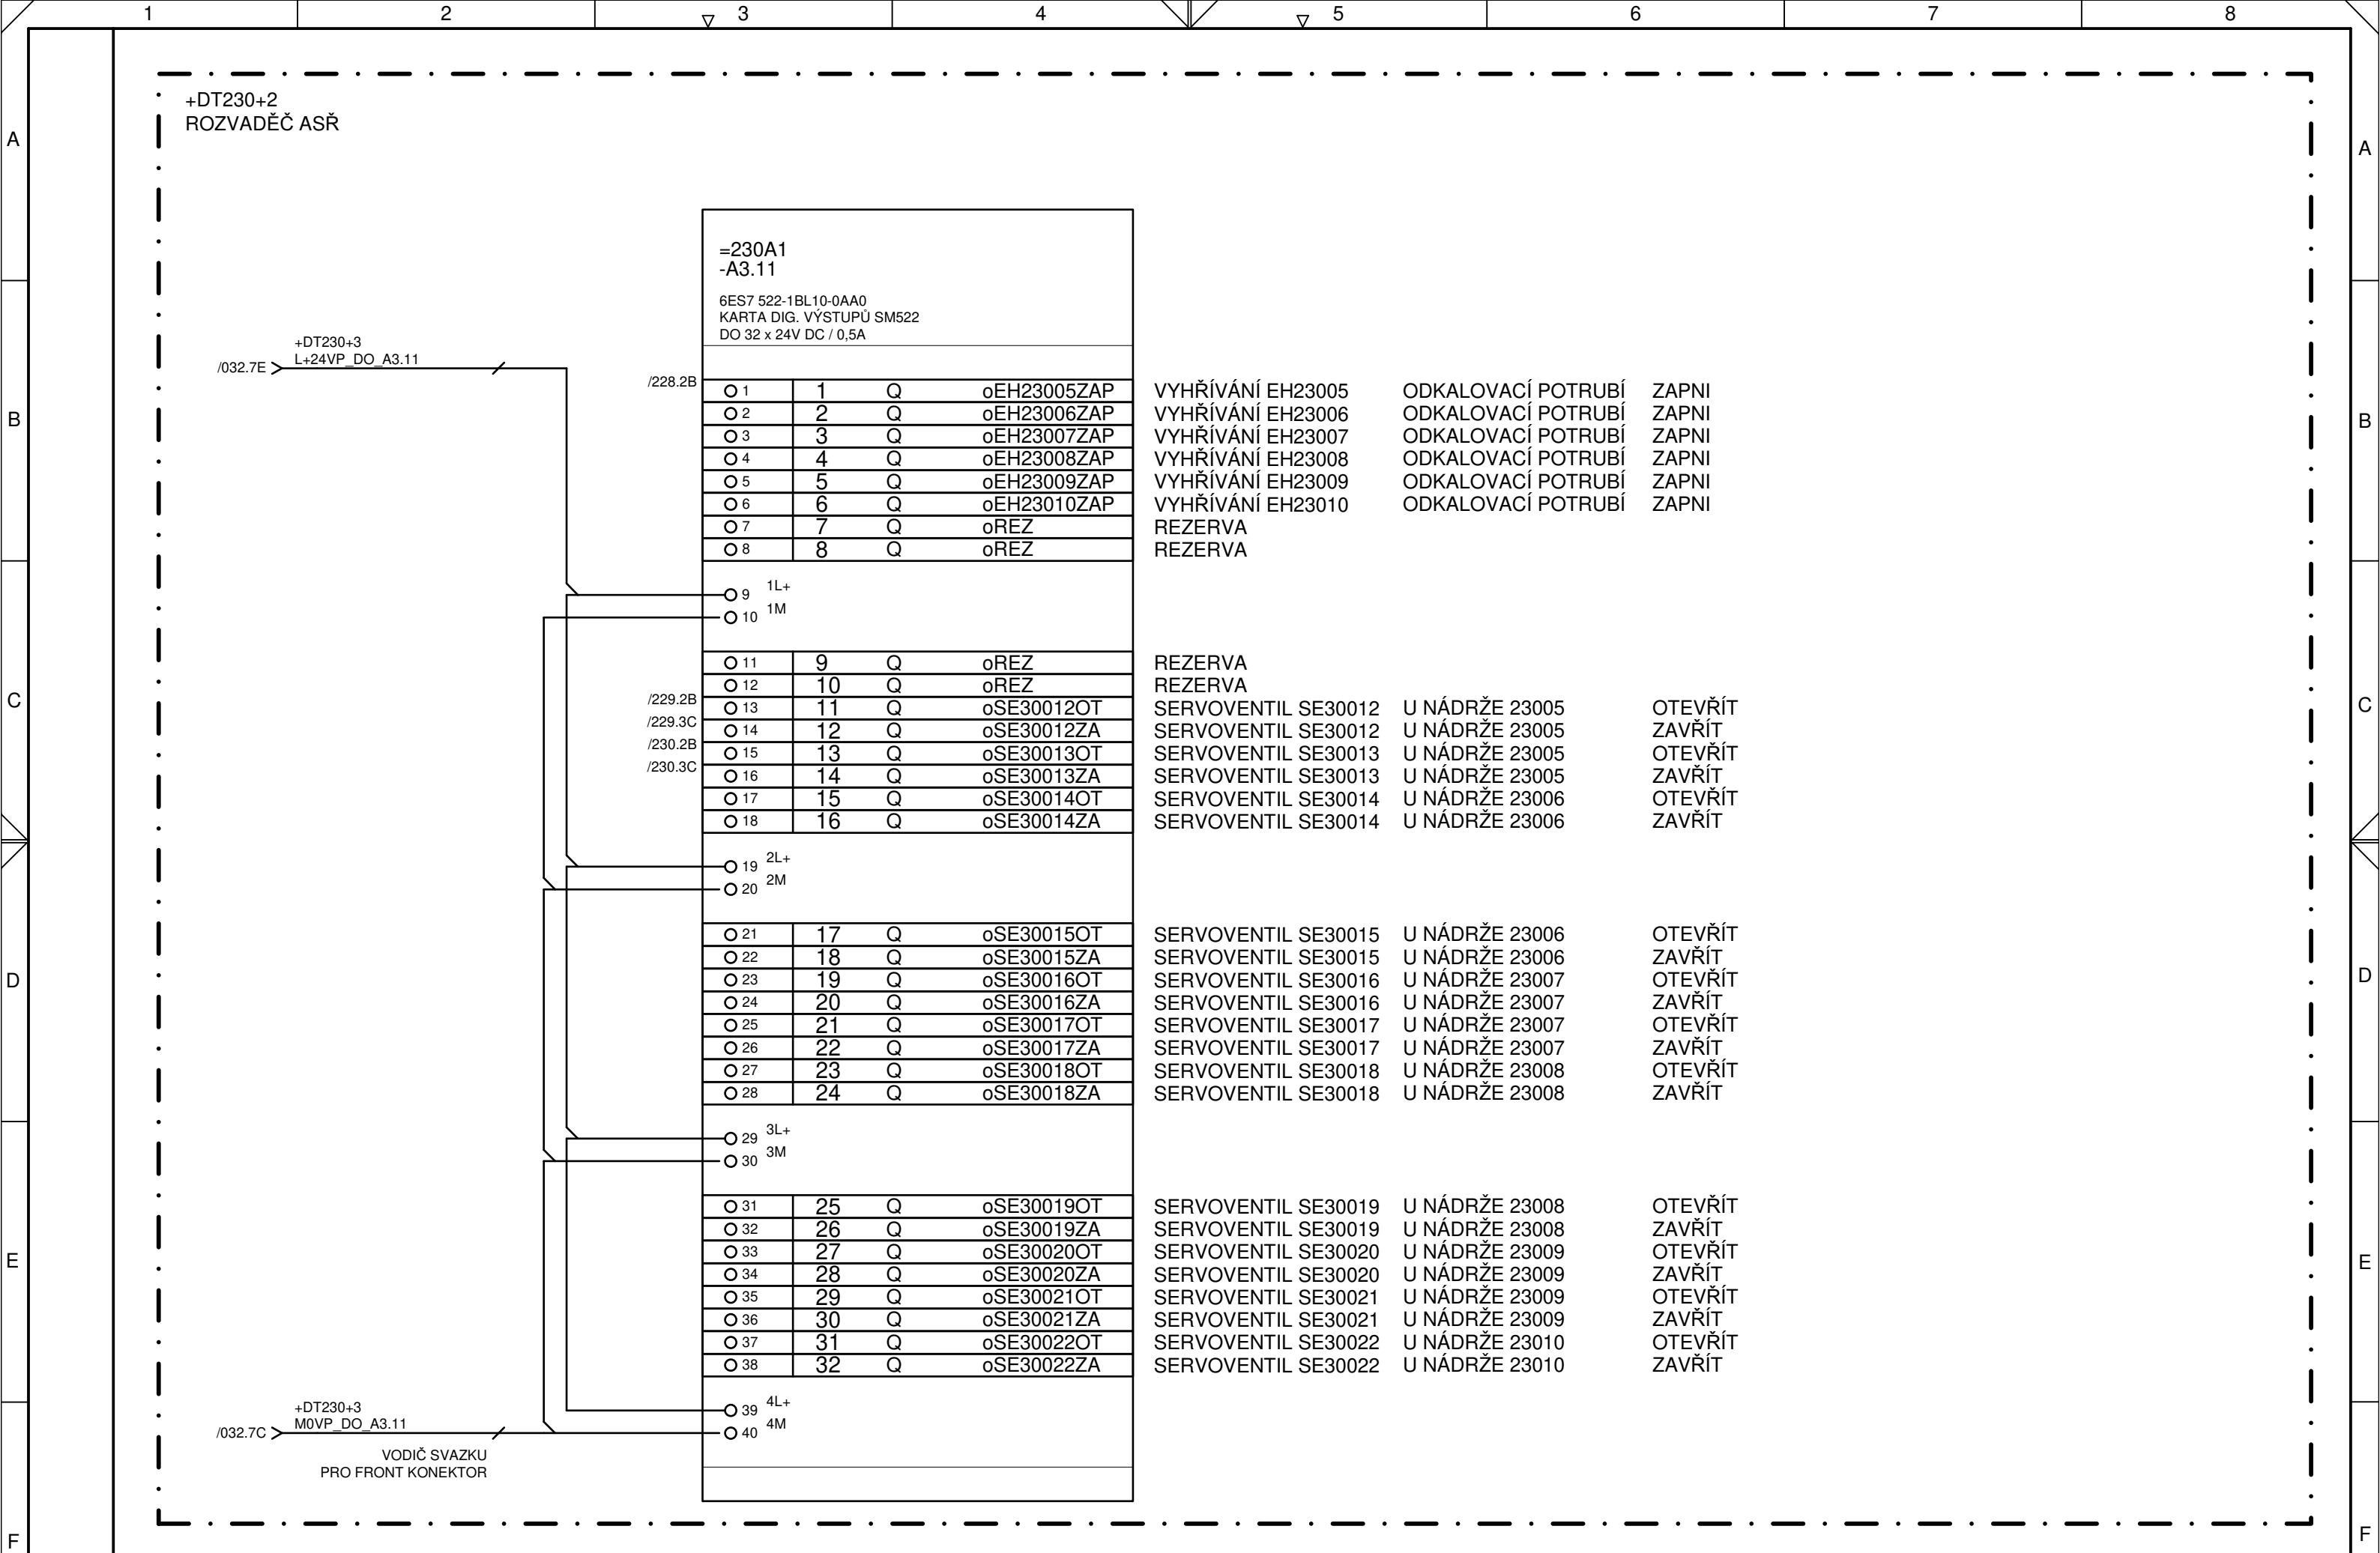 1 2 3 4 5 6 7 8
+DT230+2
ROZVADĚČ ASŘ
A A
=230A1
-A3.11
6ES7 522-1BL10-0AA0
KARTA DIG. VÝSTUPŮ SM522
DO 32 x 24V DC / 0,5A
+DT230+3
/032.7E L+24VP_DO_A3.11
/228.2B
1 1 Q oEH23005ZAP VYHŘÍVÁNÍ EH23005 ODKALOVACÍ POTRUBÍ ZAPNI
B 2 2 Q oEH23006ZAP VYHŘÍVÁNÍ EH23006 ODKALOVACÍ POTRUBÍ ZAPNI B
3 3 Q oEH23007ZAP VYHŘÍVÁNÍ EH23007 ODKALOVACÍ POTRUBÍ ZAPNI
4 4 Q oEH23008ZAP VYHŘÍVÁNÍ EH23008 ODKALOVACÍ POTRUBÍ ZAPNI
5 5 Q oEH23009ZAP VYHŘÍVÁNÍ EH23009 ODKALOVACÍ POTRUBÍ ZAPNI
6 6 Q oEH23010ZAP VYHŘÍVÁNÍ EH23010 ODKALOVACÍ POTRUBÍ ZAPNI
7 7 Q oREZ REZERVA
8 8 Q oREZ REZERVA
9 1L+
10 1M
11 9 Q oREZ REZERVA
12 10 Q oREZ REZERVA
C /229.2B 13 11 Q oSE30012OT SERVOVENTIL SE30012 U NÁDRŽE 23005 OTEVŘÍT C
/229.3C 14 12 Q oSE30012ZA SERVOVENTIL SE30012 U NÁDRŽE 23005 ZAVŘÍT
/230.2B 15 13 Q oSE30013OT SERVOVENTIL SE30013 U NÁDRŽE 23005 OTEVŘÍT
/230.3C 16 14 Q oSE30013ZA SERVOVENTIL SE30013 U NÁDRŽE 23005 ZAVŘÍT
17 15 Q oSE30014OT SERVOVENTIL SE30014 U NÁDRŽE 23006 OTEVŘÍT
18 16 Q oSE30014ZA SERVOVENTIL SE30014 U NÁDRŽE 23006 ZAVŘÍT
19 2L+
20 2M
21 17 Q oSE30015OT SERVOVENTIL SE30015 U NÁDRŽE 23006 OTEVŘÍT
22 18 Q oSE30015ZA SERVOVENTIL SE30015 U NÁDRŽE 23006 ZAVŘÍT
D 23 19 Q oSE30016OT SERVOVENTIL SE30016 U NÁDRŽE 23007 OTEVŘÍT D
24 20 Q oSE30016ZA SERVOVENTIL SE30016 U NÁDRŽE 23007 ZAVŘÍT
25 21 Q oSE30017OT SERVOVENTIL SE30017 U NÁDRŽE 23007 OTEVŘÍT
26 22 Q oSE30017ZA SERVOVENTIL SE30017 U NÁDRŽE 23007 ZAVŘÍT
27 23 Q oSE30018OT SERVOVENTIL SE30018 U NÁDRŽE 23008 OTEVŘÍT
28 24 Q oSE30018ZA SERVOVENTIL SE30018 U NÁDRŽE 23008 ZAVŘÍT
29 3L+
30 3M
31 25 Q oSE30019OT SERVOVENTIL SE30019 U NÁDRŽE 23008 OTEVŘÍT
32 26 Q oSE30019ZA SERVOVENTIL SE30019 U NÁDRŽE 23008 ZAVŘÍT
E 33 27 Q oSE30020OT SERVOVENTIL SE30020 U NÁDRŽE 23009 OTEVŘÍT E
34 28 Q oSE30020ZA SERVOVENTIL SE30020 U NÁDRŽE 23009 ZAVŘÍT
35 29 Q oSE30021OT SERVOVENTIL SE30021 U NÁDRŽE 23009 OTEVŘÍT
36 30 Q oSE30021ZA SERVOVENTIL SE30021 U NÁDRŽE 23009 ZAVŘÍT
37 31 Q oSE30022OT SERVOVENTIL SE30022 U NÁDRŽE 23010 OTEVŘÍT
38 32 Q oSE30022ZA SERVOVENTIL SE30022 U NÁDRŽE 23010 ZAVŘÍT
39 4L+
40 4M
+DT230+3
/032.7C M0VP_DO_A3.11
VODIČ SVAZKU
PRO FRONT KONEKTOR
F F